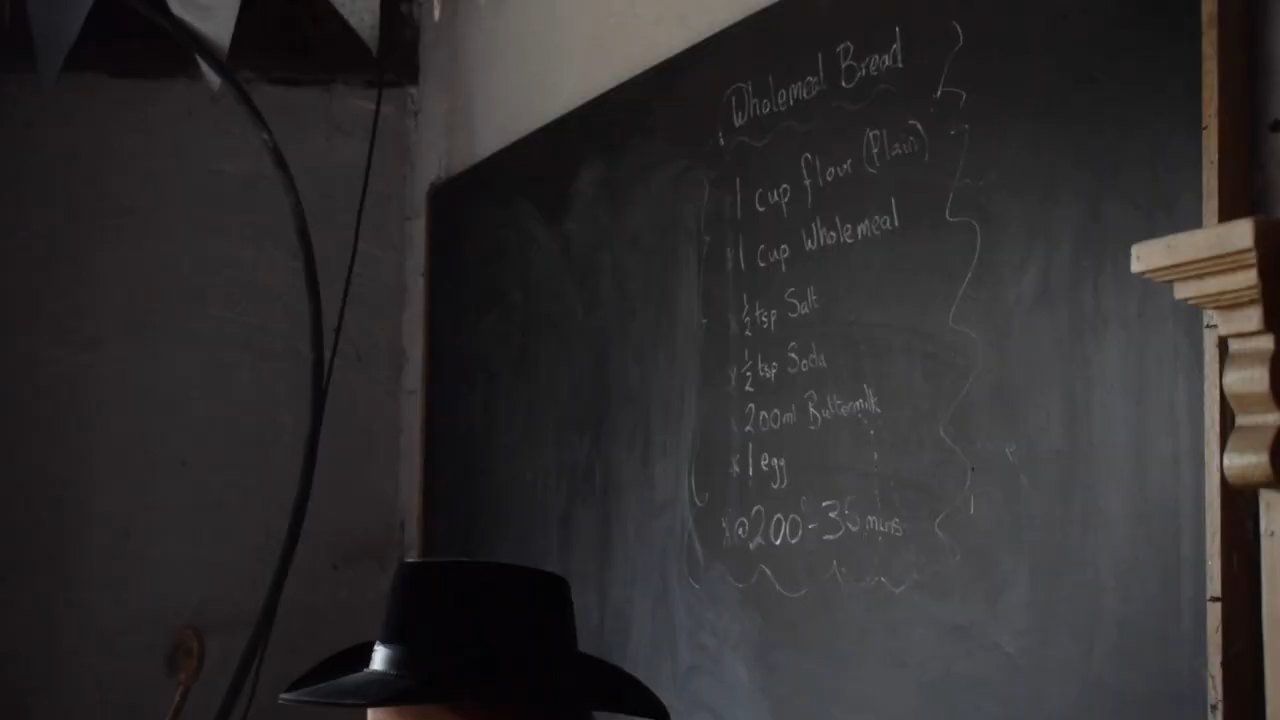 Wholemeal Bread
1 cup flour (Plain)
x 1 cup Wholemeal
x ½ tsp Salt
x ½ tsp Soda
x 200ml Buttermilk
x 1 egg
x @ 200° - 35 mins